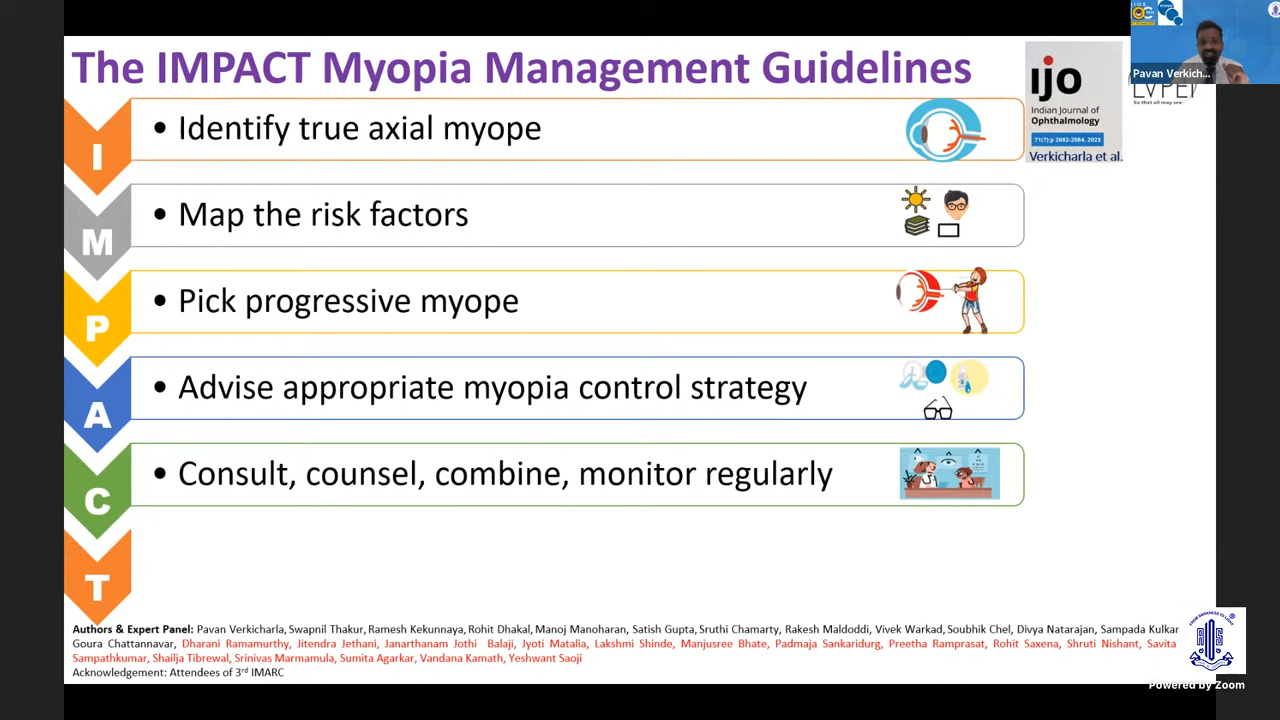 The IMPACT Myopia Management Guidelines
I
• Identify true axial myope
M
• Map the risk factors
P
• Pick progressive myope
A
• Advise appropriate myopia control strategy
C
• Consult, counsel, combine, monitor regularly
T
ijo
Indian Journal of
Ophthalmology
71(7):p 2882-2884, 2023
Verkicharla et al.
Pavan Verkich...
LVPEI
So that all may see
Authors & Expert Panel: Pavan Verkicharla, Swapnil Thakur, Ramesh Kekunnaya, Rohit Dhakal, Manoj Manoharan, Satish Gupta, Sruthi Chamarty, Rakesh Maldoddi, Vivek Warkad, Soubhik Chel, Divya Natarajan, Sampada Kulkar
Goura Chattannavar, Dharani Ramamurthy, Jitendra Jethani, Janarthanam Jothi Balaji, Jyoti Matalia, Lakshmi Shinde, Manjusree Bhate, Padmaja Sankaridurg, Preetha Ramprasat, Rohit Saxena, Shruti Nishant, Savita
Sampathkumar, Shailja Tibrewal, Srinivas Marmamula, Sumita Agarkar, Vandana Kamath, Yeshwant Saoji
Acknowledgement: Attendees of 3rd IMARC
Powered by Zoom